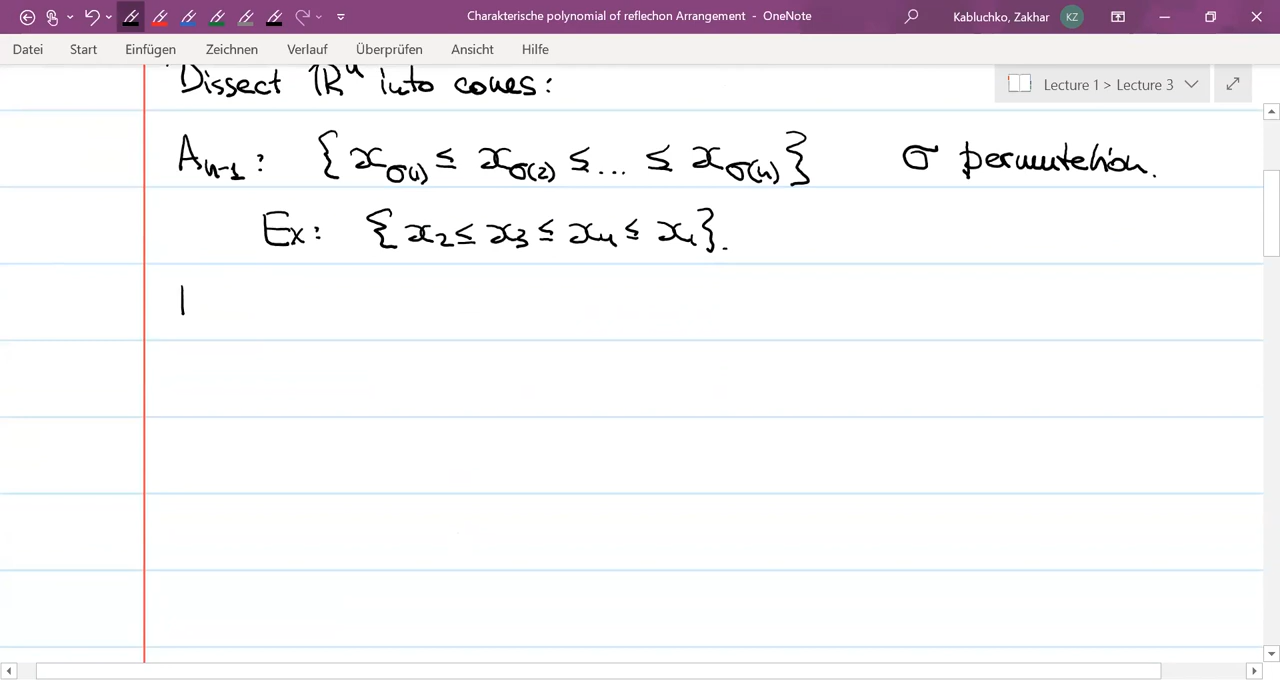 Charakterische polynomial of reflechon Arrangement - OneNote
Kabluchko, Zakhar KZ
Datei Start Einfügen Zeichnen Verlauf Überprüfen Ansicht Hilfe
Lecture 1 > Lecture 3
Dissect ℝⁿ into cones:
Aₙ₋₁: {x_σ(1) ≤ x_σ(2) ≤ ... ≤ x_σ(n)} σ permutation.
Ex: {x₂ ≤ x₃ ≤ x₄ ≤ x₁}.